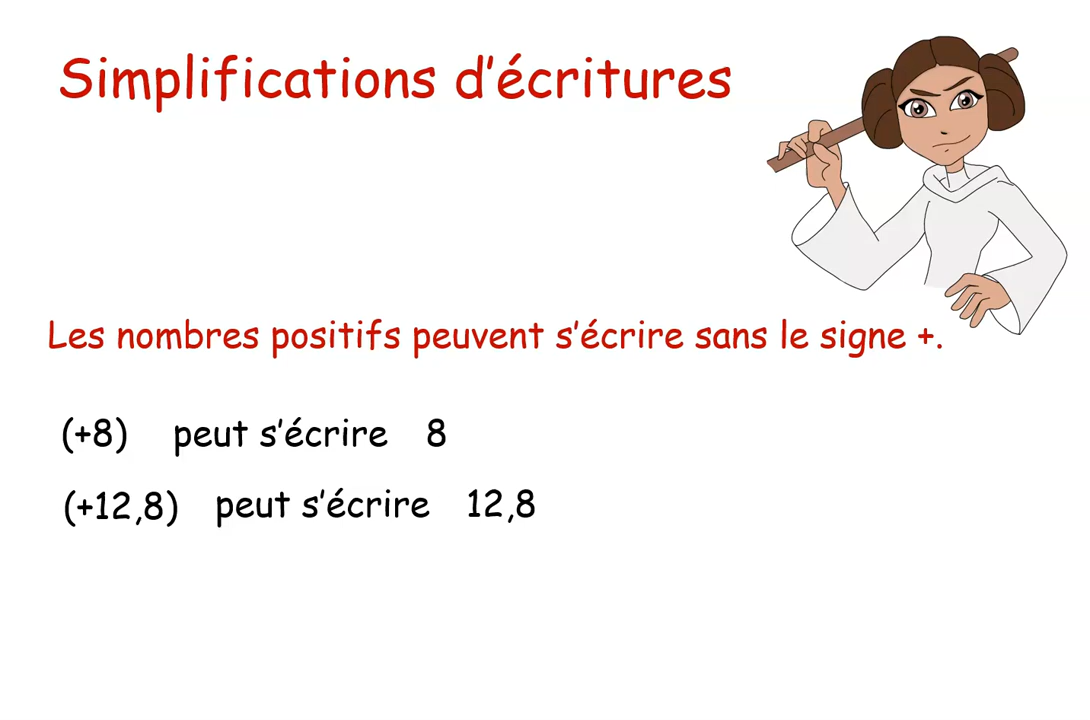 Simplifications d’écritures
Les nombres positifs peuvent s’écrire sans le signe +.
(+8) peut s’écrire 8
(+12,8) peut s’écrire 12,8